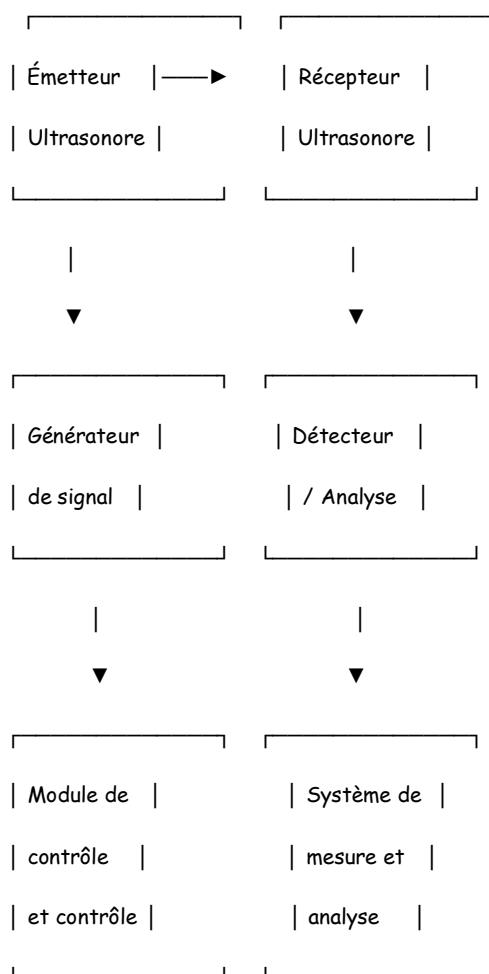 Émetteur Récepteur
Ultrasonore Ultrasonore
Générateur Détecteur
de signal / Analyse
Module de Système de
contrôle mesure et
et contrôle analyse